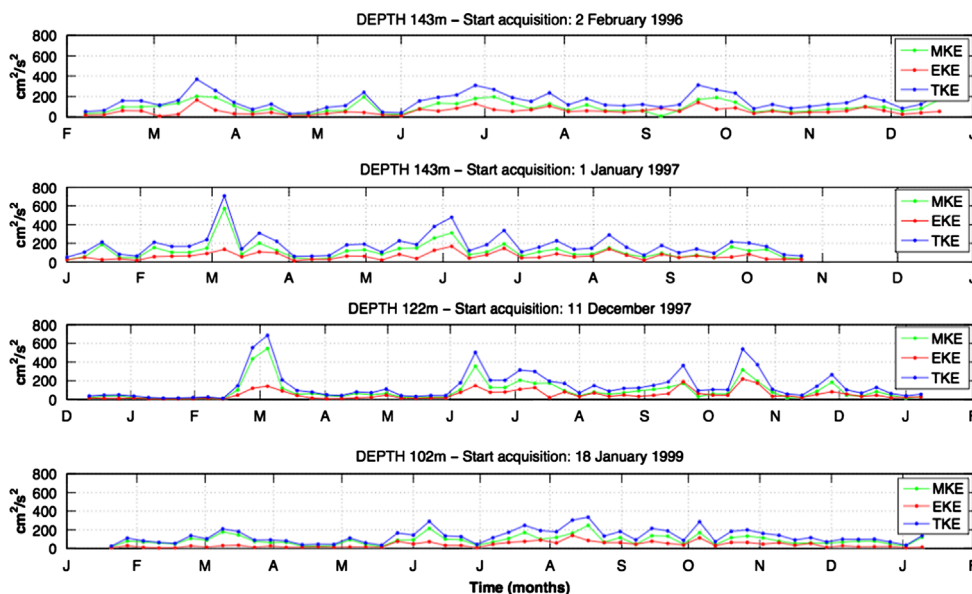 DEPTH 143m – Start acquisition: 2 February 1996
cm²/s²
800
600
400
200
0
MKE
EKE
TKE
F M A M J J A S O N D J
DEPTH 143m – Start acquisition: 1 January 1997
cm²/s²
800
600
400
200
0
MKE
EKE
TKE
J F M A M J J A S O N D J
DEPTH 122m – Start acquisition: 11 December 1997
cm²/s²
800
600
400
200
0
MKE
EKE
TKE
D J F M A M J J A S O N D J F
DEPTH 102m – Start acquisition: 18 January 1999
cm²/s²
800
600
400
200
0
MKE
EKE
TKE
J F M A M J J A S O N D J F
Time (months)